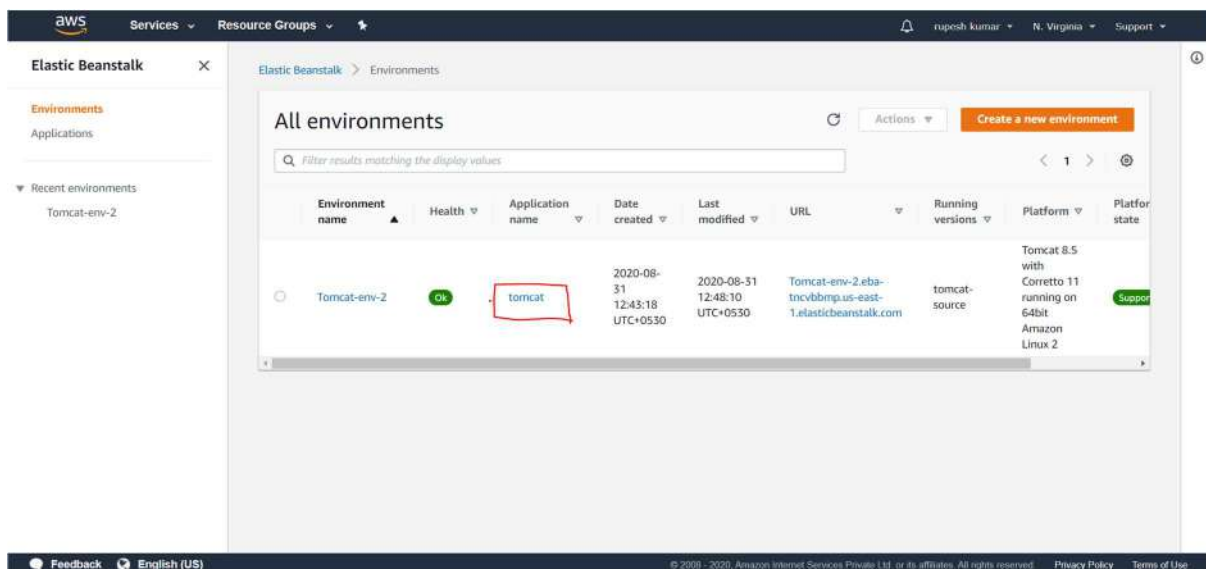 aws Services Resource Groups rupesh kumar N. Virginia Support
Elastic Beanstalk
Environments
Applications
Recent environments
Tomcat-env-2
Elastic Beanstalk > Environments
All environments
Actions
Create a new environment
Filter results matching the display values
< 1 >
Environment name
Health
Application name
Date created
Last modified
URL
Running versions
Platform
Platfor
state
Tomcat-env-2
Ok
tomcat
2020-08-
31
12:43:18
UTC+0530
2020-08-31
12:48:10
UTC+0530
Tomcat-env-2.eba-
tncvbbmp.us-east-
1.elasticbeanstalk.com
tomcat-
source
Tomcat 8.5
with
Corretto 11
running on
64bit
Amazon
Linux 2
Suppor
Feedback English (US) © 2008 - 2020, Amazon Internet Services Private Ltd. or its affiliates. All rights reserved. Privacy Policy Terms of Use